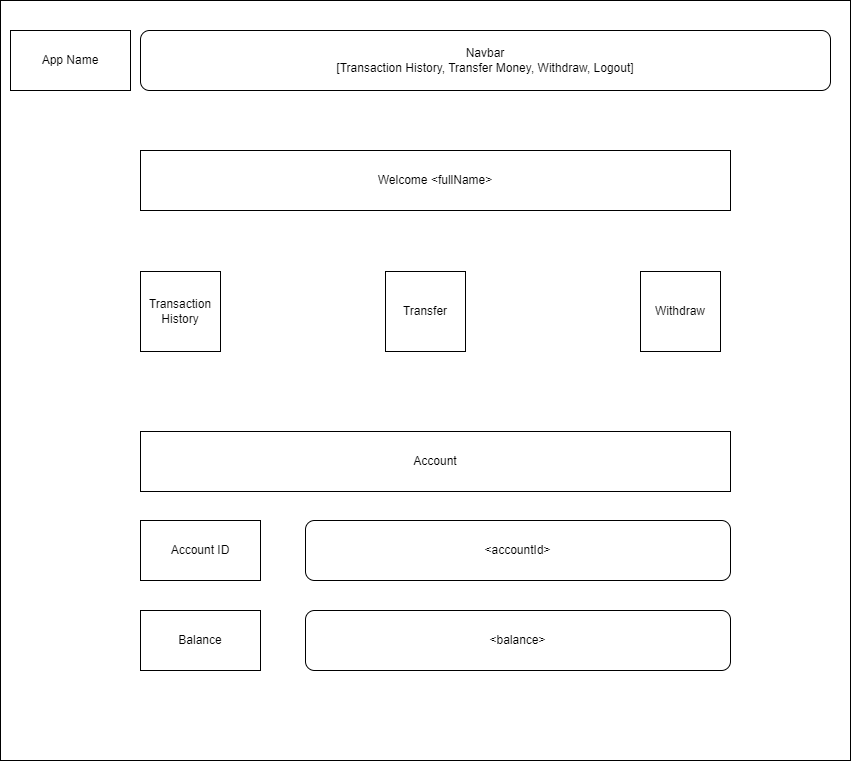 App Name
Navbar
[Transaction History, Transfer Money, Withdraw, Logout]
Welcome <fullName>
Transaction
History
Transfer
Withdraw
Account
Account ID
<accountId>
Balance
<balance>